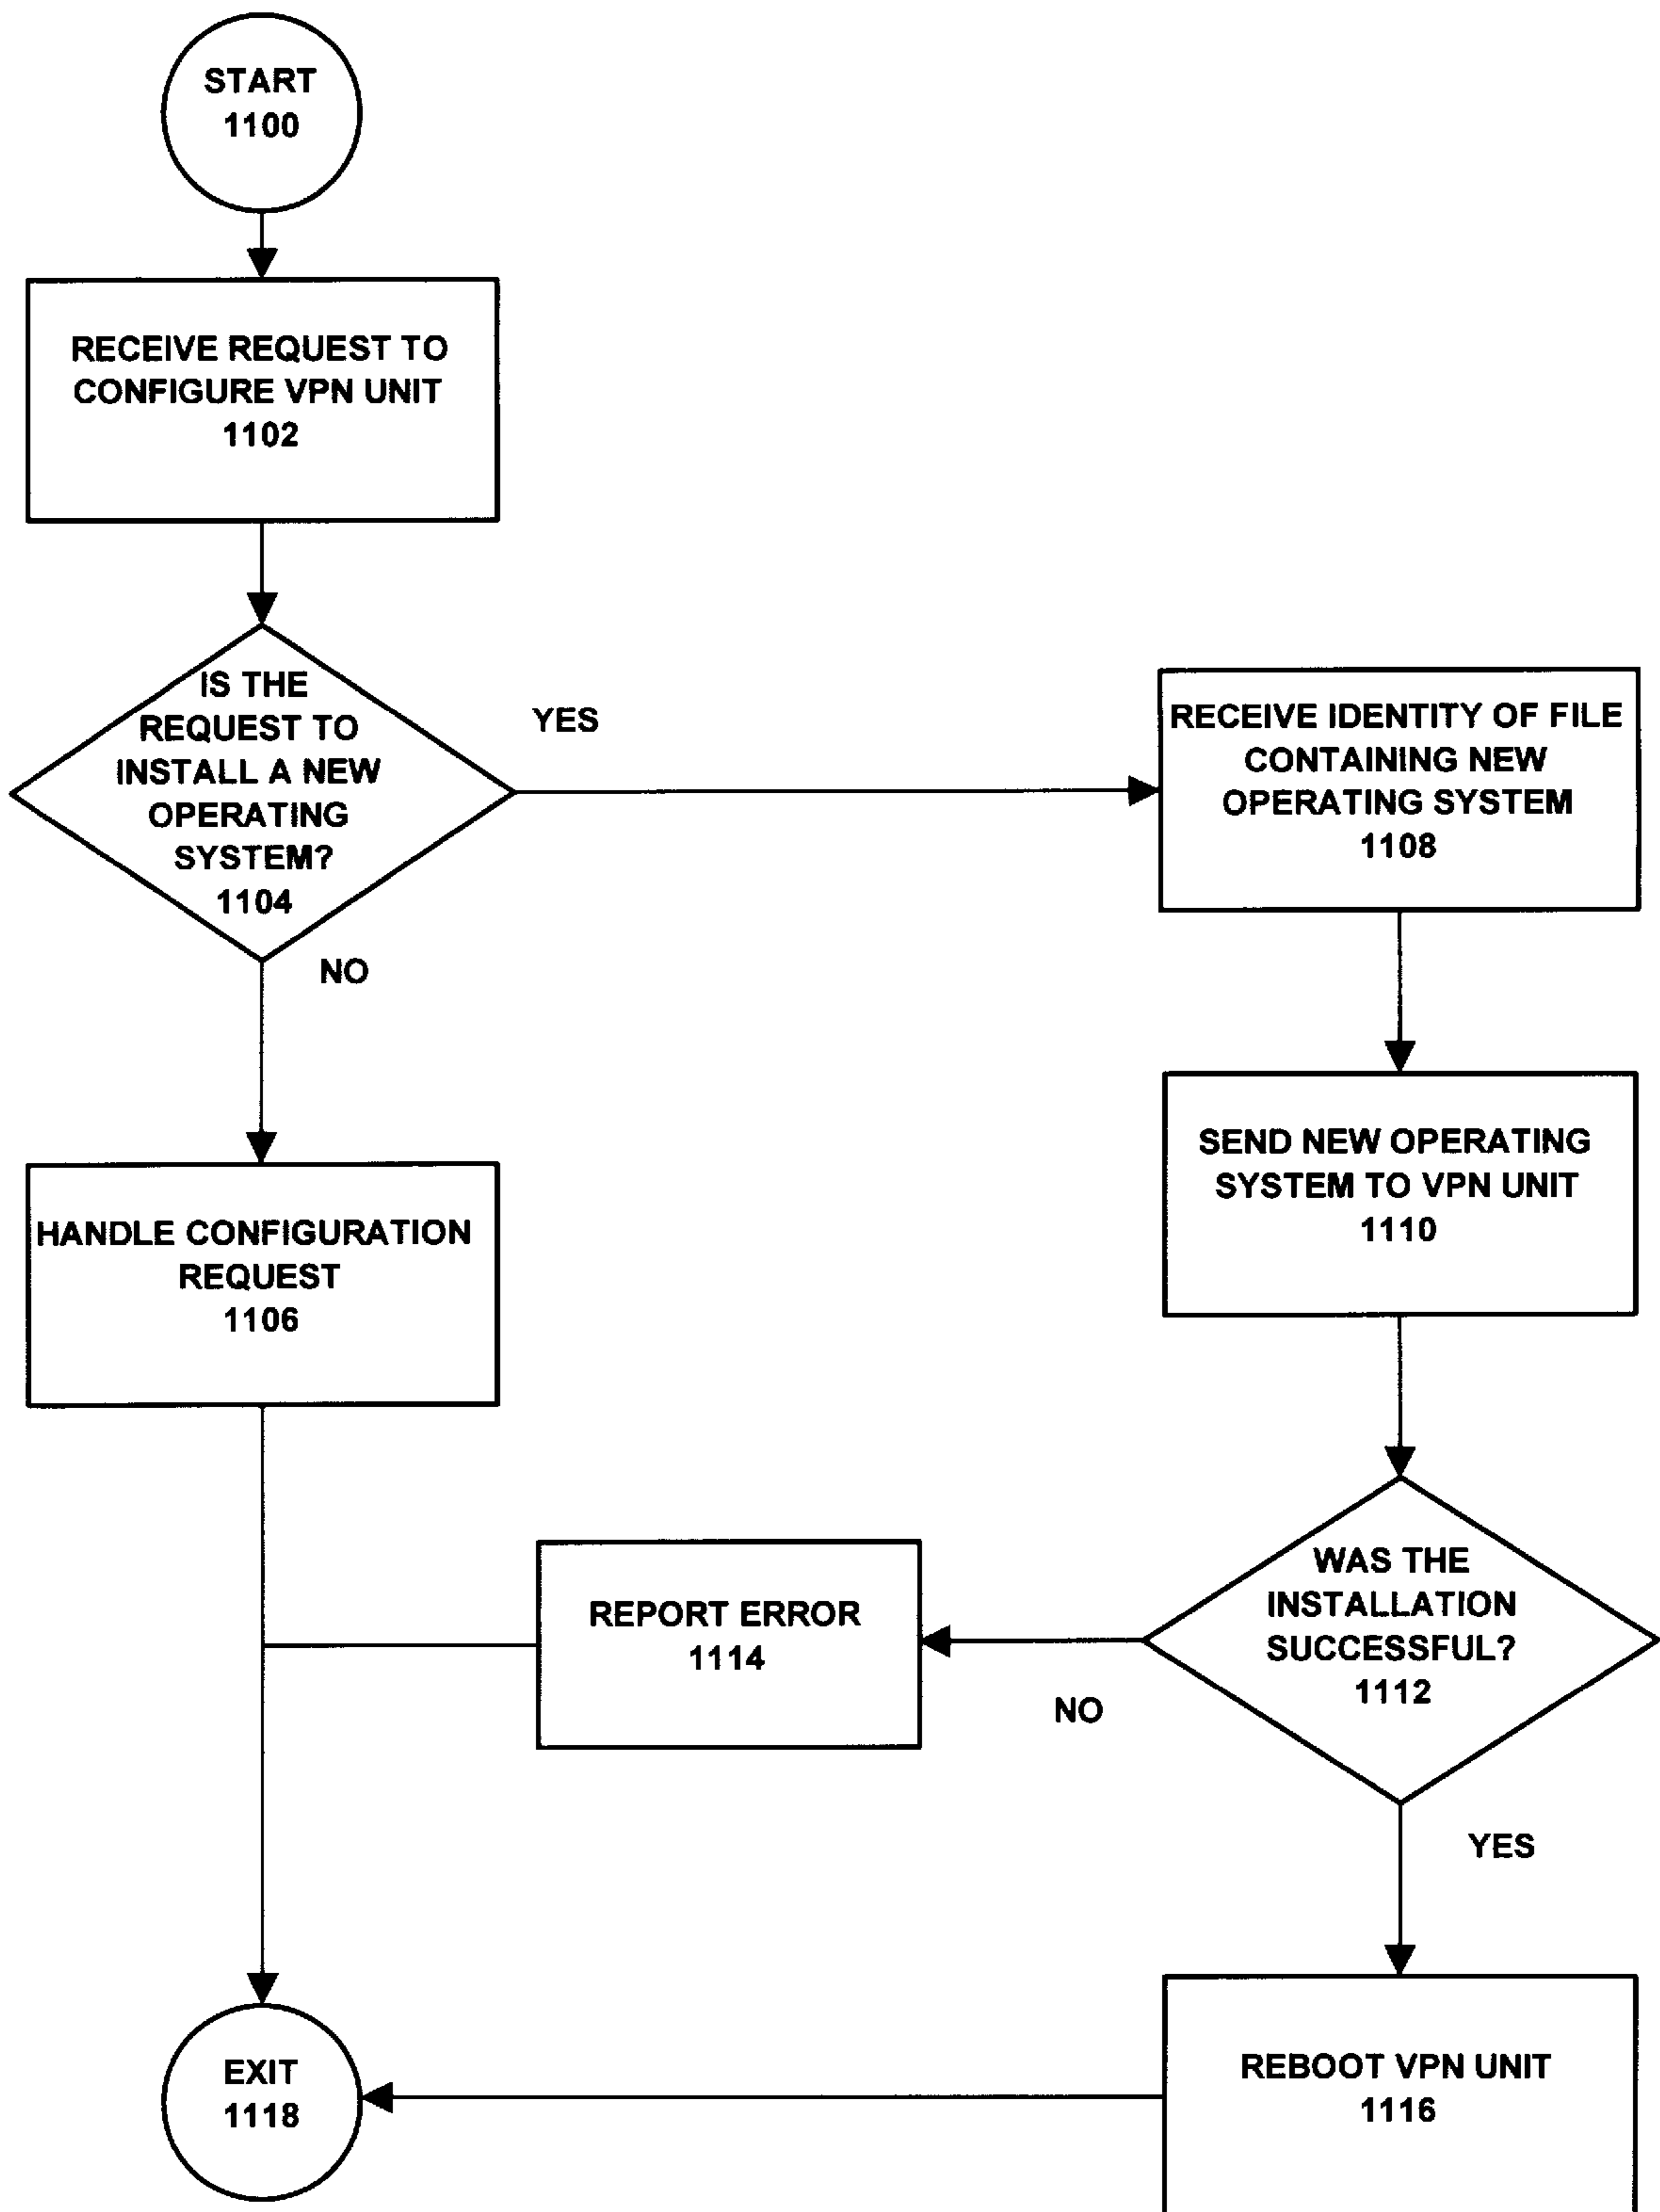 START
1100
RECEIVE REQUEST TO
CONFIGURE VPN UNIT
1102
IS THE
REQUEST TO
INSTALL A NEW
OPERATING
SYSTEM?
1104
YES
NO
RECEIVE IDENTITY OF FILE
CONTAINING NEW
OPERATING SYSTEM
1108
SEND NEW OPERATING
SYSTEM TO VPN UNIT
1110
HANDLE CONFIGURATION
REQUEST
1106
WAS THE
INSTALLATION
SUCCESSFUL?
1112
NO
YES
REPORT ERROR
1114
REBOOT VPN UNIT
1116
EXIT
1118